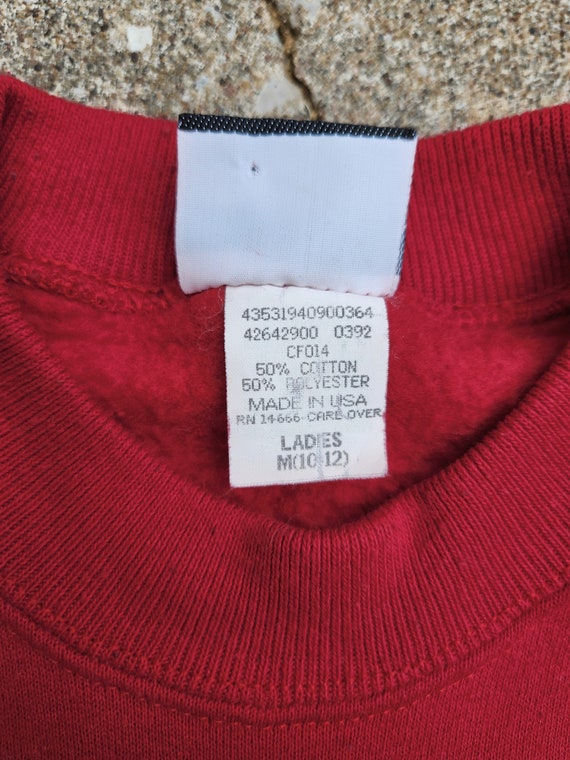 43531940900364
42642900 0392
CF014
50% COTTON
50% POLYESTER
MADE IN USA
RN 14666-CARE OVER
LADIES
M(10-12)